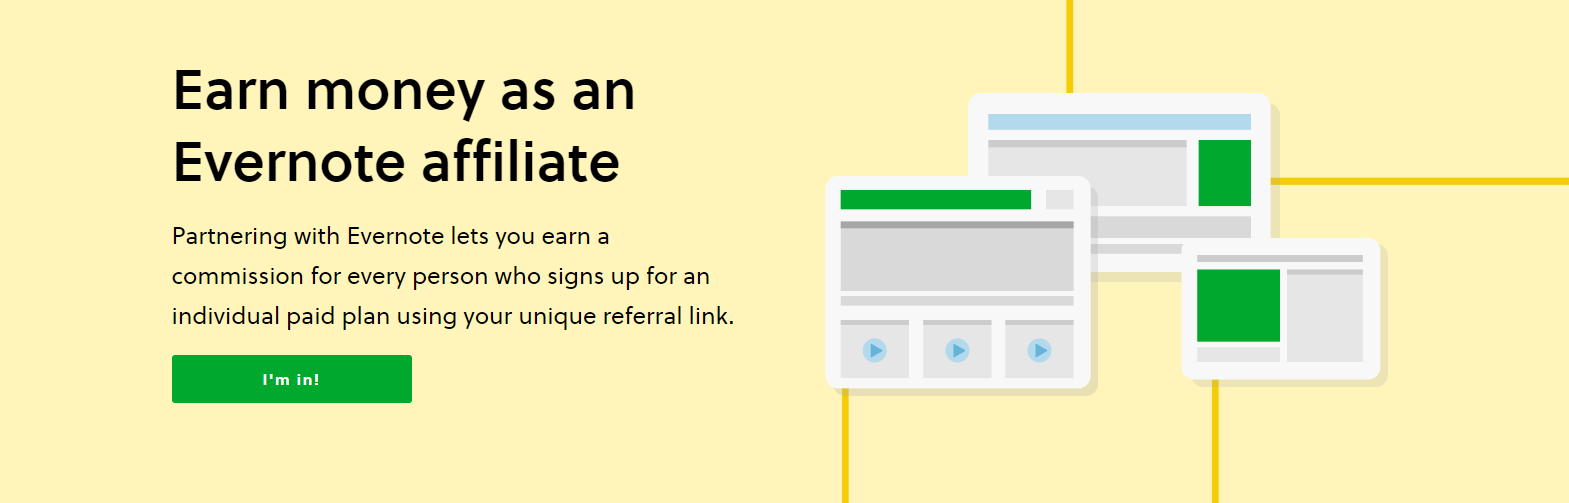 Earn money as an
Evernote affiliate
Partnering with Evernote lets you earn a
commission for every person who signs up for an
individual paid plan using your unique referral link.
I'm in!